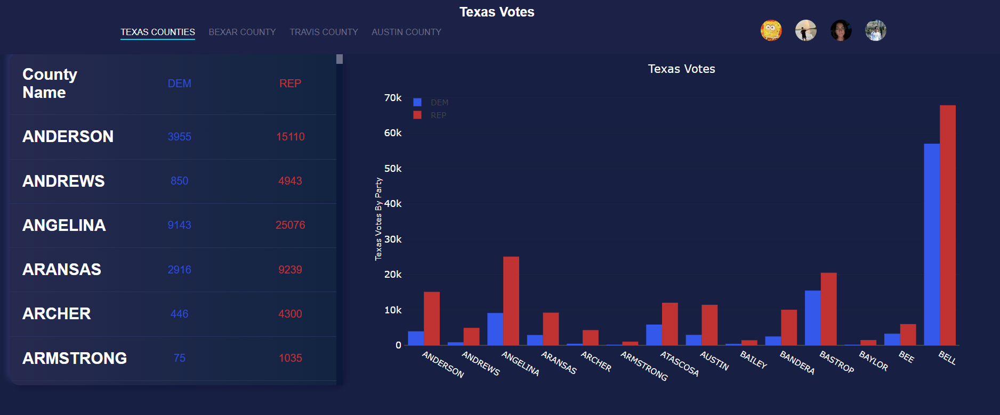 Texas Votes
TEXAS COUNTIES BEXAR COUNTY TRAVIS COUNTY AUSTIN COUNTY
County Name DEM REP
ANDERSON 3955 15110
ANDREWS 850 4943
ANGELINA 9143 25076
ARANSAS 2916 9239
ARCHER 446 4300
ARMSTRONG 75 1035
Texas Votes
DEM
REP
Texas Votes By Party
70k
60k
50k
40k
30k
20k
10k
0
ANDERSON ANDREWS ANGELINA ARANSAS ARCHER ARMSTRONG ATASCOSA AUSTIN BAILEY BANDERA BASTROP BAYLOR BEE BELL